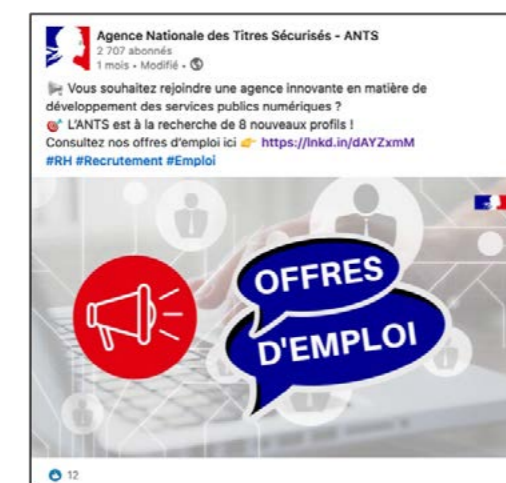 Agence Nationale des Titres Sécurisés - ANTS
2 707 abonnés
1 mois • Modifié •
Vous souhaitez rejoindre une agence innovante en matière de
développement des services publics numériques ?
L'ANTS est à la recherche de 8 nouveaux profils !
Consultez nos offres d'emploi ici 👉 https://lnkd.in/dAYZxmM
#RH #Recrutement #Emploi
OFFRES
D'EMPLOI
12